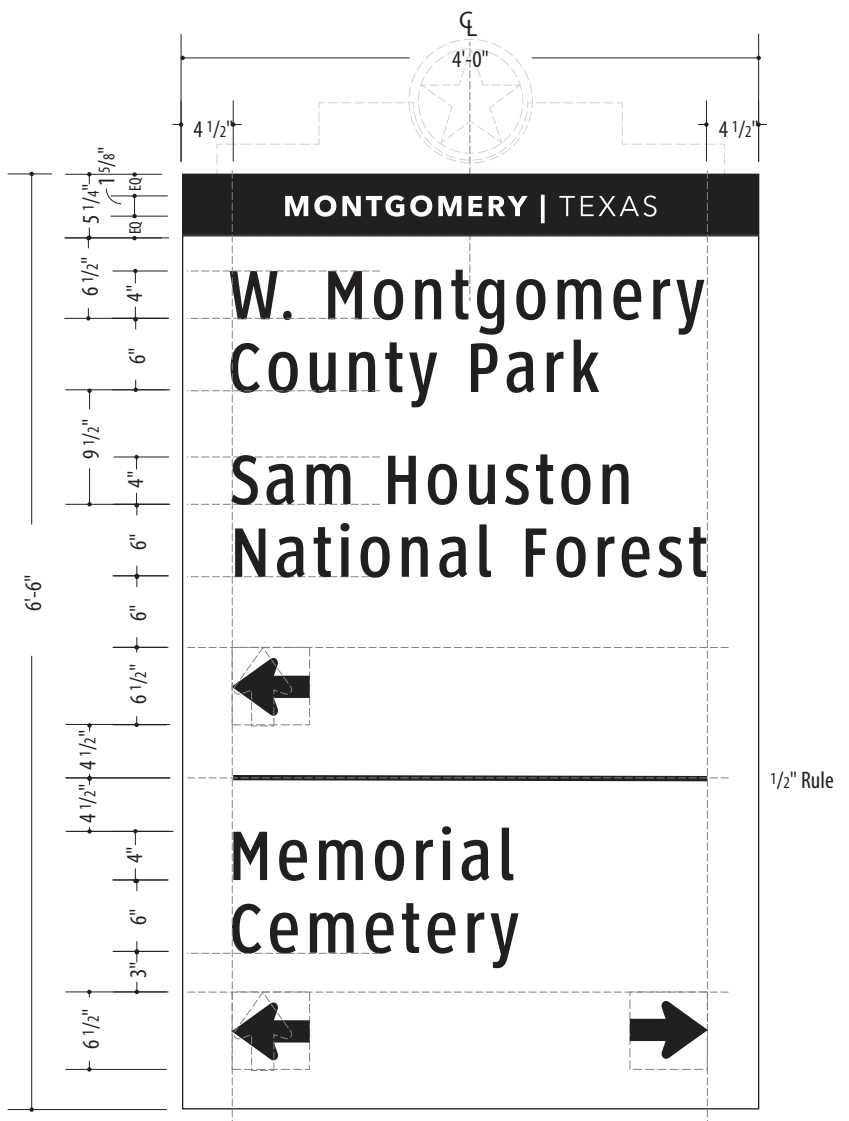 ℄
4'-0"
4 1/2"
4 1/2"
1 5/8"
EQ
5 1/4"
EQ
MONTGOMERY | TEXAS
6 1/2"
4"
W. Montgomery
6"
County Park
9 1/2"
4"
Sam Houston
6"
National Forest
6'-6"
6"
6 1/2"
4 1/2"
1/2" Rule
4 1/2"
4"
Memorial
6"
Cemetery
3"
6 1/2"